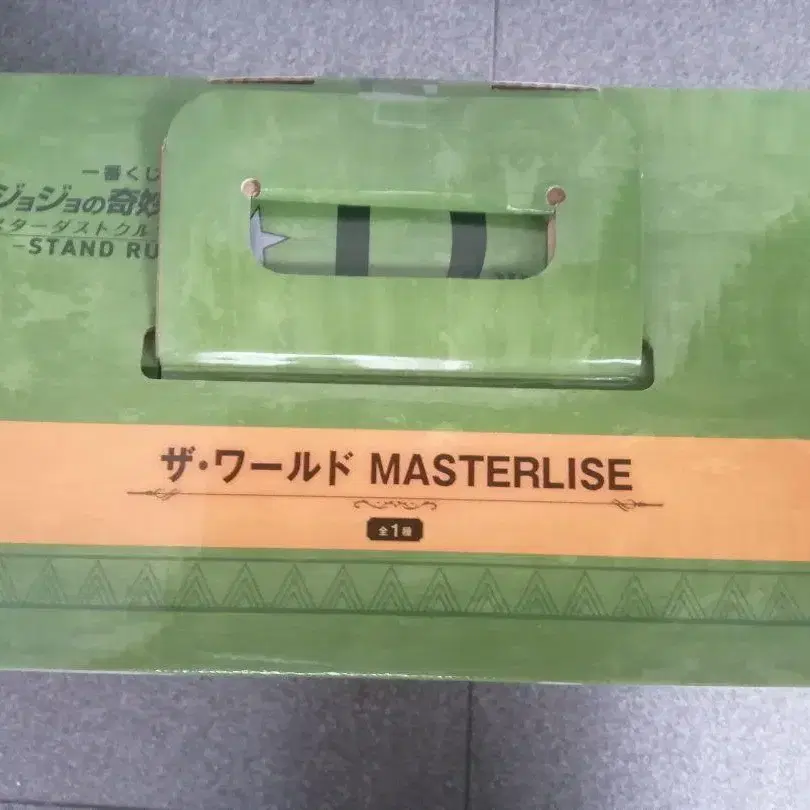 一番くじ
ジョジョの奇妙
スターダストクル
-STAND RU
ザ・ワールド MASTERLISE
全1種